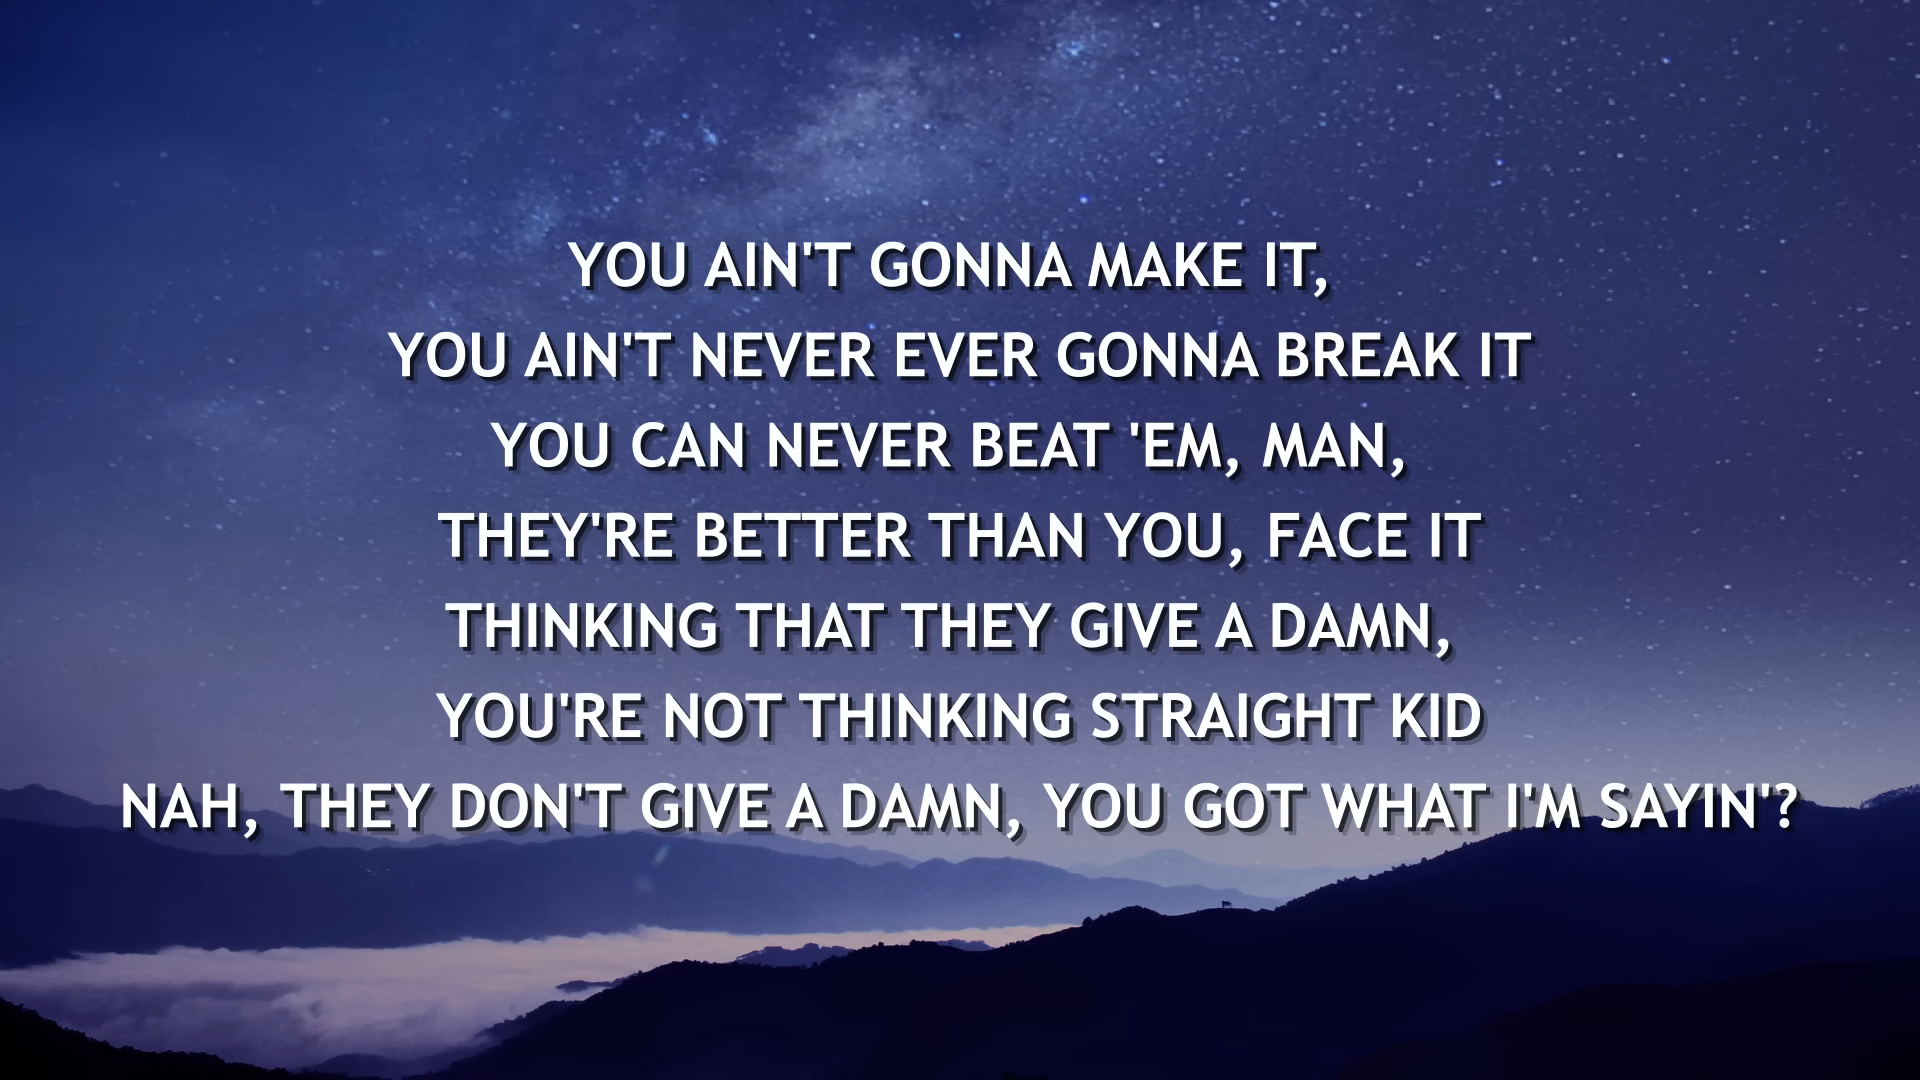 YOU AIN'T GONNA MAKE IT,
YOU AIN'T NEVER EVER GONNA BREAK IT
YOU CAN NEVER BEAT 'EM, MAN,
THEY'RE BETTER THAN YOU, FACE IT
THINKING THAT THEY GIVE A DAMN,
YOU'RE NOT THINKING STRAIGHT KID
NAH, THEY DON'T GIVE A DAMN, YOU GOT WHAT I'M SAYIN'?